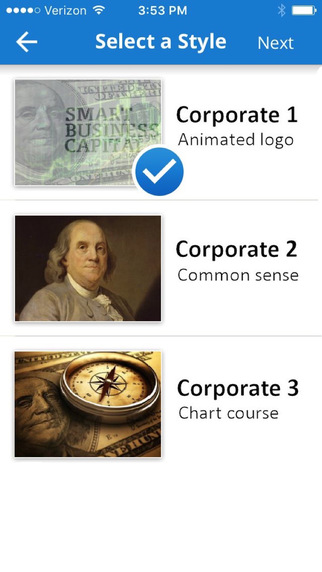 Verizon 3:53 PM
Select a Style Next
SMART
BUSINESS
CAPITAL
Corporate 1
Animated logo
Corporate 2
Common sense
Corporate 3
Chart course